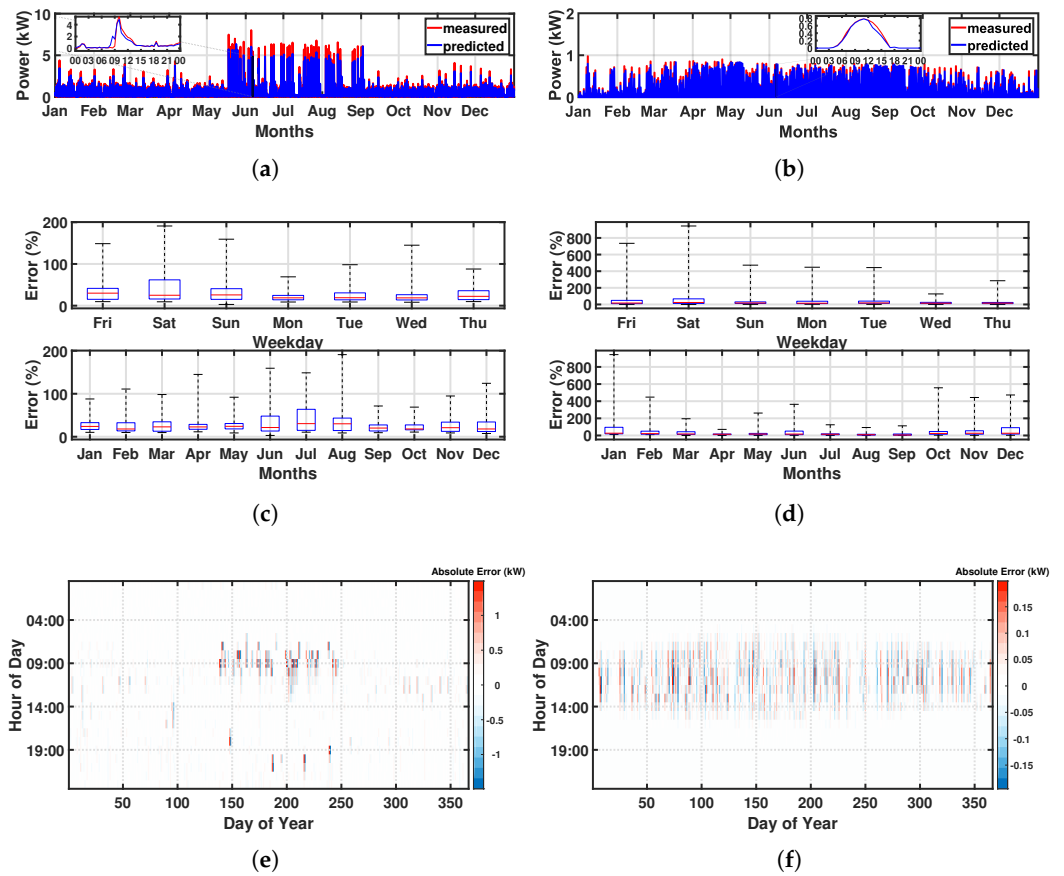 10
5
0
Power (kW)
4
2
0
00 03 06 09 12 15 18 21 00
measured
predicted
Jan Feb Mar Apr May Jun Jul Aug Sep Oct Nov Dec
Months
(a)
2
1
0
Power (kW)
0.8
0.6
0.4
0.2
0
00 03 06 09 12 15 18 21 00
measured
predicted
Jan Feb Mar Apr May Jun Jul Aug Sep Oct Nov Dec
Months
(b)
200
100
0
Error (%)
Fri Sat Sun Mon Tue Wed Thu
Weekday
200
100
0
Error (%)
Jan Feb Mar Apr May Jun Jul Aug Sep Oct Nov Dec
Months
(c)
800
600
400
200
0
Error (%)
Fri Sat Sun Mon Tue Wed Thu
Weekday
800
600
400
200
0
Error (%)
Jan Feb Mar Apr May Jun Jul Aug Sep Oct Nov Dec
Months
(d)
Absolute Error (kW)
04:00
09:00
14:00
19:00
Hour of Day
50 100 150 200 250 300 350
Day of Year
1
0.5
0
-0.5
-1
(e)
Absolute Error (kW)
04:00
09:00
14:00
19:00
Hour of Day
50 100 150 200 250 300 350
Day of Year
0.15
0.10
0.05
0
-0.05
-0.10
-0.15
(f)